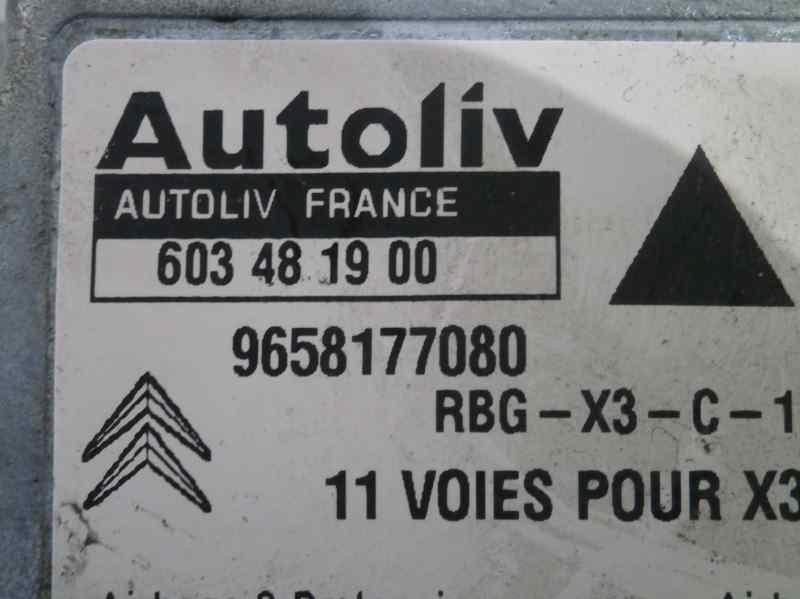 Autoliv
AUTOLIV FRANCE
603 48 19 00
9658177080
RBG-X3-C-1
11 VOIES POUR X3